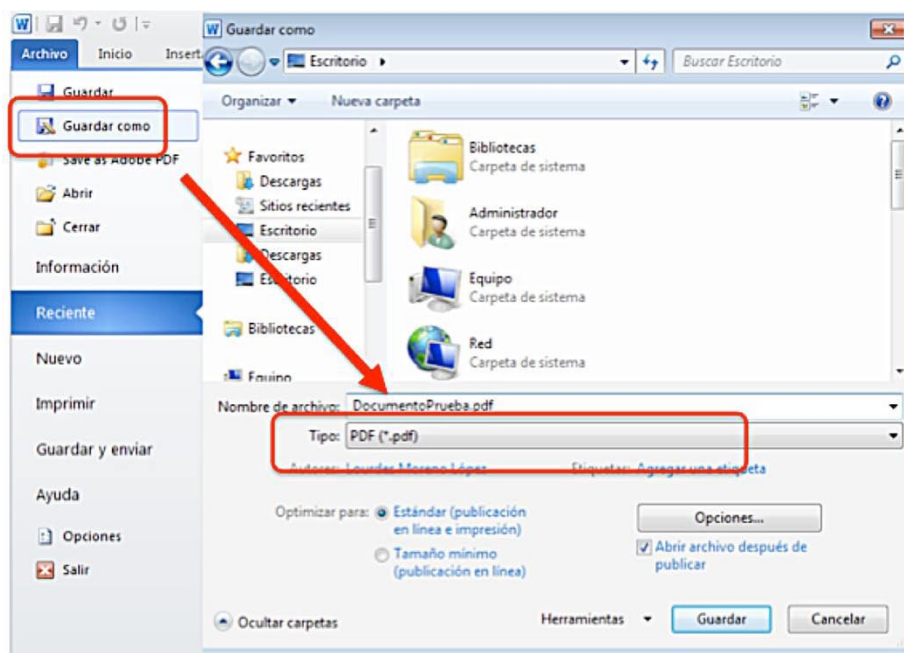 Guardar como
Archivo Inicio Insert
Escritorio
Buscar Escritorio
Guardar
Guardar como
Save as Adobe PDF
Abrir
Cerrar
Información
Reciente
Nuevo
Imprimir
Guardar y enviar
Ayuda
Opciones
Salir
Organizar Nueva carpeta
Favoritos
Descargas
Sitios recientes
Escritorio
Descargas
Escritorio
Bibliotecas
Equipo
Bibliotecas
Carpeta de sistema
Administrador
Carpeta de sistema
Equipo
Carpeta de sistema
Red
Carpeta de sistema
Nombre de archivo: DocumentoPrueba.pdf
Tipo: PDF (*.pdf)
Autores: Lourdes Moreno López Etiquetas: Agregar una etiqueta
Optimizar para: Estándar (publicación
en línea e impresión)
Tamaño mínimo
(publicación en línea)
Opciones...
Abrir archivo después de
publicar
Ocultar carpetas
Herramientas Guardar Cancelar